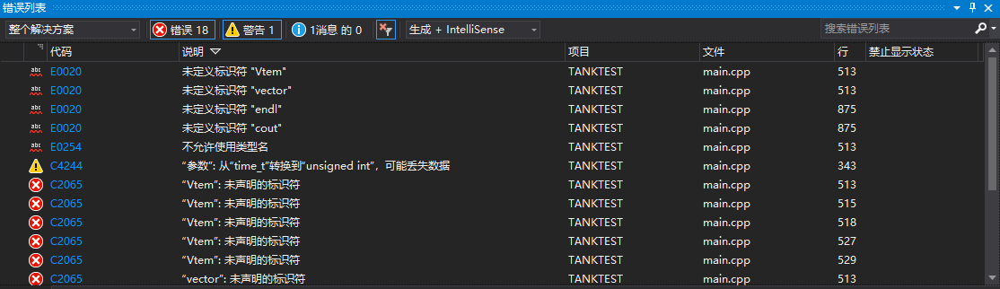 错误列表
整个解决方案 错误 18 警告 1 1消息 的 0 生成 + IntelliSense 搜索错误列表
代码 说明 项目 文件 行 禁止显示状态
abc E0020 未定义标识符 "Vtem" TANKTEST main.cpp 513
abc E0020 未定义标识符 "vector" TANKTEST main.cpp 513
abc E0020 未定义标识符 "endl" TANKTEST main.cpp 875
abc E0020 未定义标识符 "cout" TANKTEST main.cpp 875
abc E0254 不允许使用类型名 TANKTEST main.cpp 513
C4244 “参数”: 从“time_t”转换到“unsigned int”，可能丢失数据 TANKTEST main.cpp 343
C2065 “Vtem”: 未声明的标识符 TANKTEST main.cpp 513
C2065 “Vtem”: 未声明的标识符 TANKTEST main.cpp 515
C2065 “Vtem”: 未声明的标识符 TANKTEST main.cpp 518
C2065 “Vtem”: 未声明的标识符 TANKTEST main.cpp 527
C2065 “Vtem”: 未声明的标识符 TANKTEST main.cpp 529
C2065 “vector”: 未声明的标识符 TANKTEST main.cpp 513